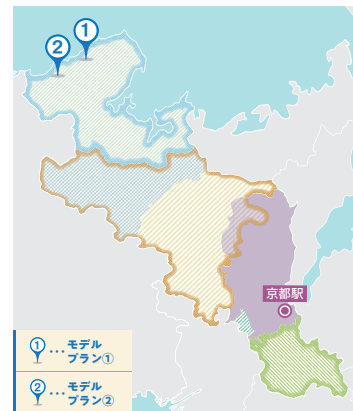 ①
②
京都駅
① … モデル
プラン①
② … モデル
プラン②